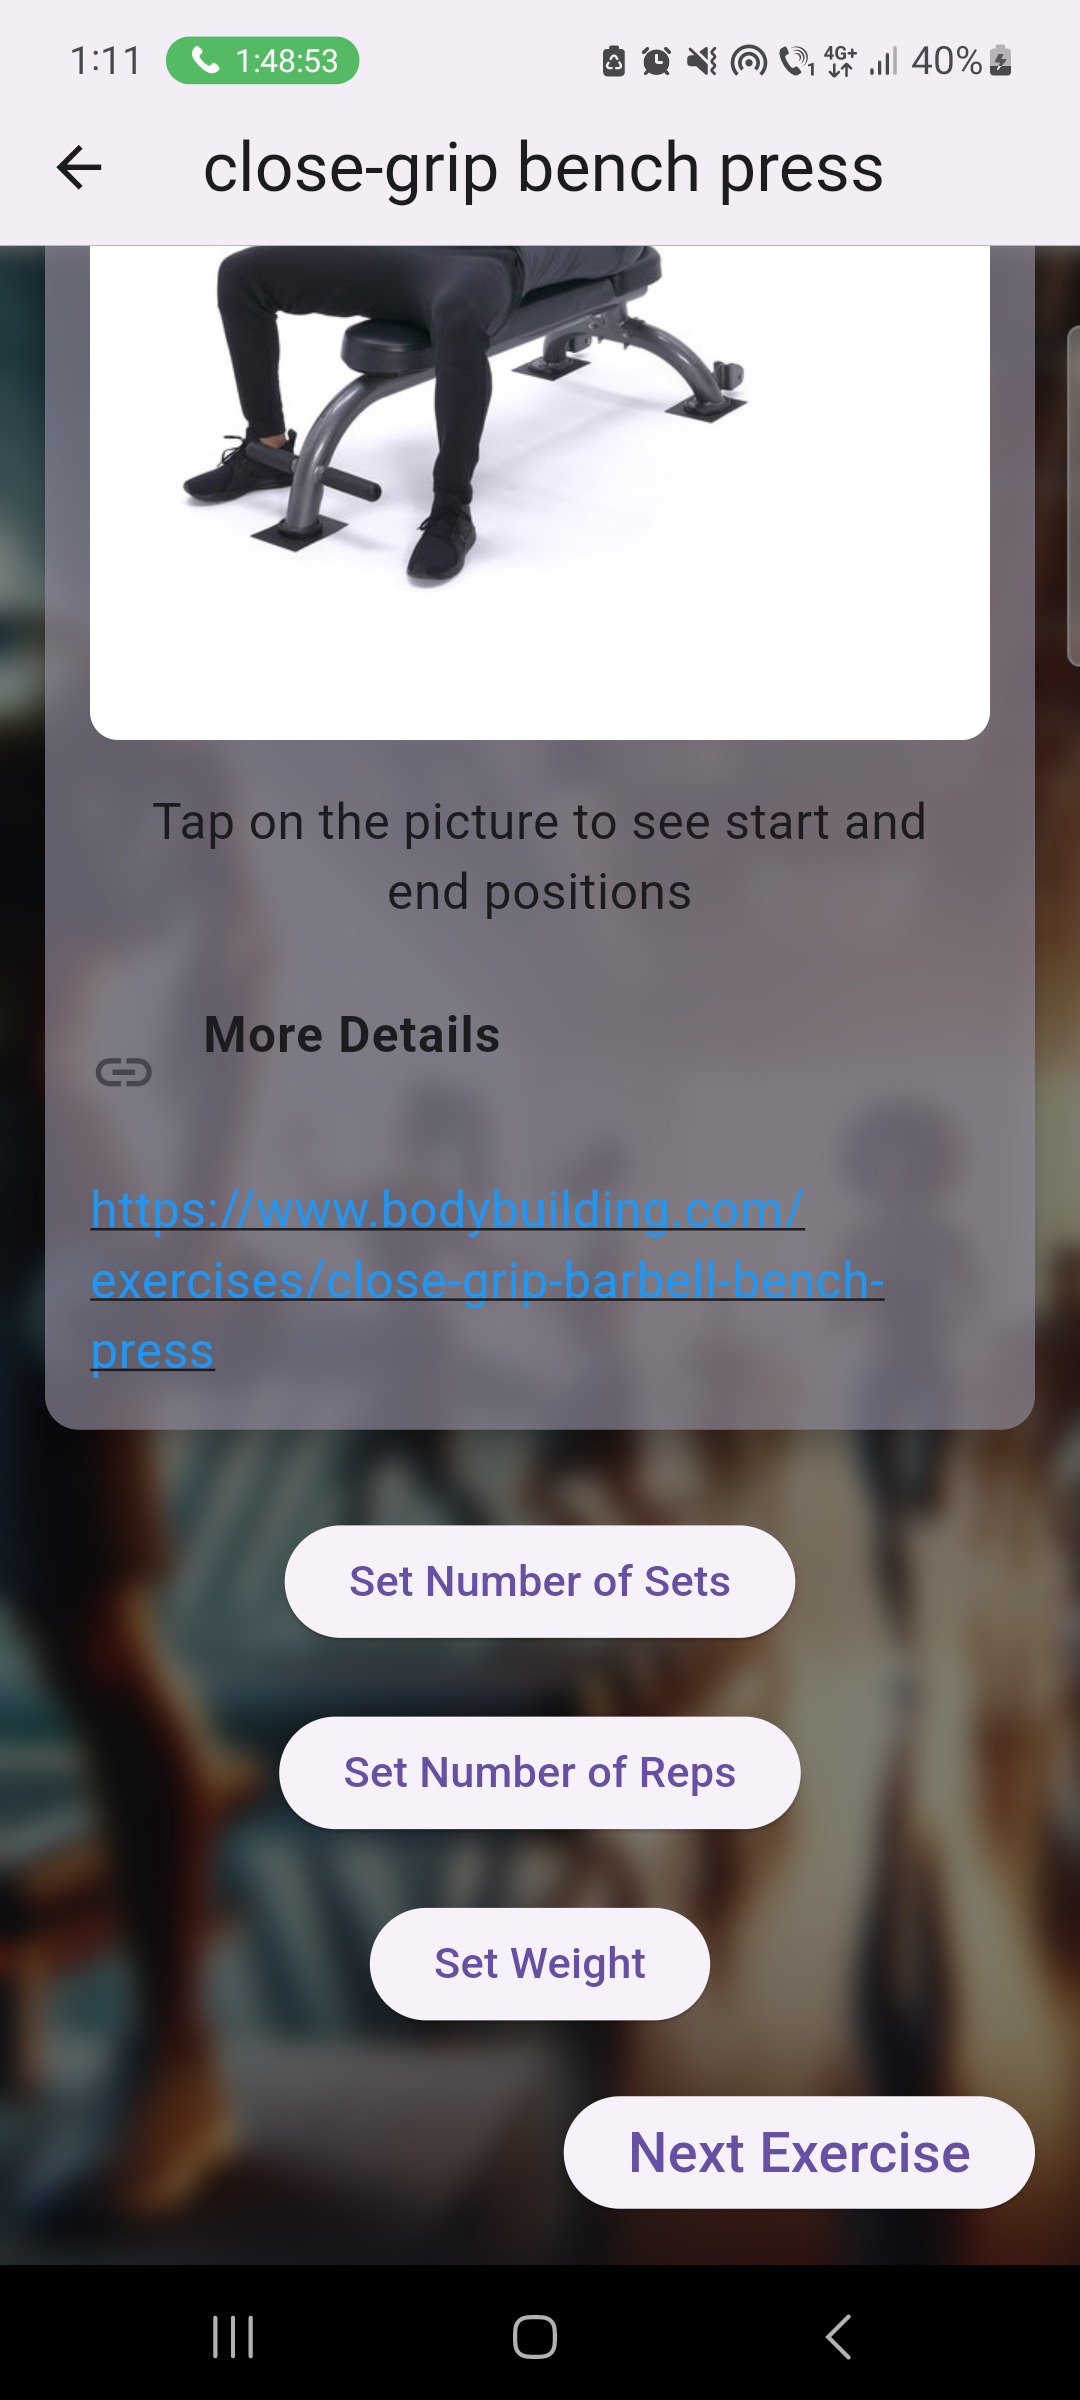 1:11 1:48:53 1 4G+ 40%
close-grip bench press
Tap on the picture to see start and
end positions
More Details
https://www.bodybuilding.com/
exercises/close-grip-barbell-bench-
press
Set Number of Sets
Set Number of Reps
Set Weight
Next Exercise